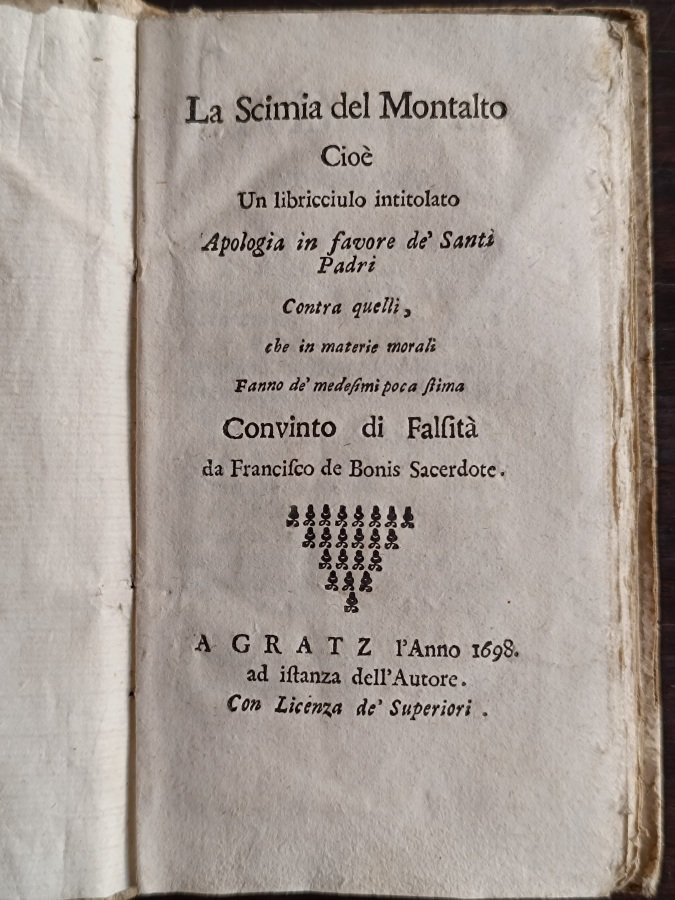 La Scimia del Montalto
Cioè
Un libricciulo intitolato
Apologia in favore de' Santi
Padri
Contra quelli,
che in materie morali
Fanno de' medeſimi poca ſtima
Convinto di Falſità
da Franciſco de Bonis Sacerdote.
A GRATZ l'Anno 1698.
ad iſtanza dell'Autore.
Con Licenza de' Superiori.